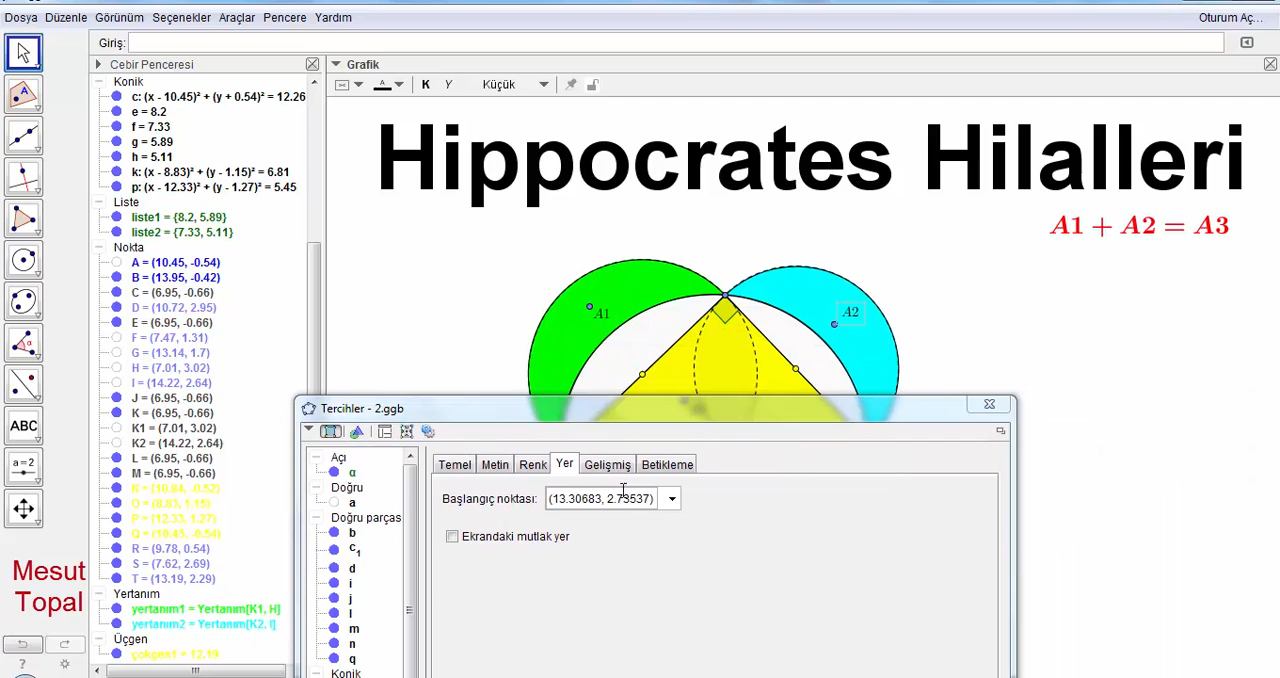 Dosya Düzenle Görünüm Seçenekler Araçlar Pencere Yardım Oturum Aç...
Giriş:
Cebir Penceresi
Grafik
K Y Küçük
Konik
c: (x - 10.45)² + (y + 0.54)² = 12.26
e = 8.2
f = 7.33
g = 5.89
h = 5.11
k: (x - 8.83)² + (y - 1.15)² = 6.81
p: (x - 12.33)² + (y - 1.27)² = 5.45
Liste
liste1 = {8.2, 5.89}
liste2 = {7.33, 5.11}
Nokta
A = (10.45, -0.54)
B = (13.95, -0.42)
C = (6.95, -0.66)
D = (10.72, 2.95)
E = (6.95, -0.66)
F = (7.47, 1.31)
G = (13.14, 1.7)
H = (7.01, 3.02)
I = (14.22, 2.64)
J = (6.95, -0.66)
K = (6.95, -0.66)
K1 = (7.01, 3.02)
K2 = (14.22, 2.64)
L = (6.95, -0.66)
M = (6.95, -0.66)
N = (10.84, -0.52)
O = (8.83, 1.15)
P = (12.33, 1.27)
Q = (10.45, -0.54)
R = (9.78, 0.54)
S = (7.62, 2.69)
T = (13.19, 2.29)
Yertanım
yertanım1 = Yertanım[K1, H]
yertanım2 = Yertanım[K2, I]
Üçgen
çokgen1 = 12.19
ABC
a=2
Mesut
Topal
Hippocrates Hilalleri
A1 + A2 = A3
A1
A2
Tercihler - 2.ggb
Açı
α
Doğru
a
Doğru parças
b
c1
d
i
j
l
m
n
q
Konik
Temel Metin Renk Yer Gelişmiş Betikleme
Başlangıç noktası: (13.30683, 2.73537)
Ekrandaki mutlak yer